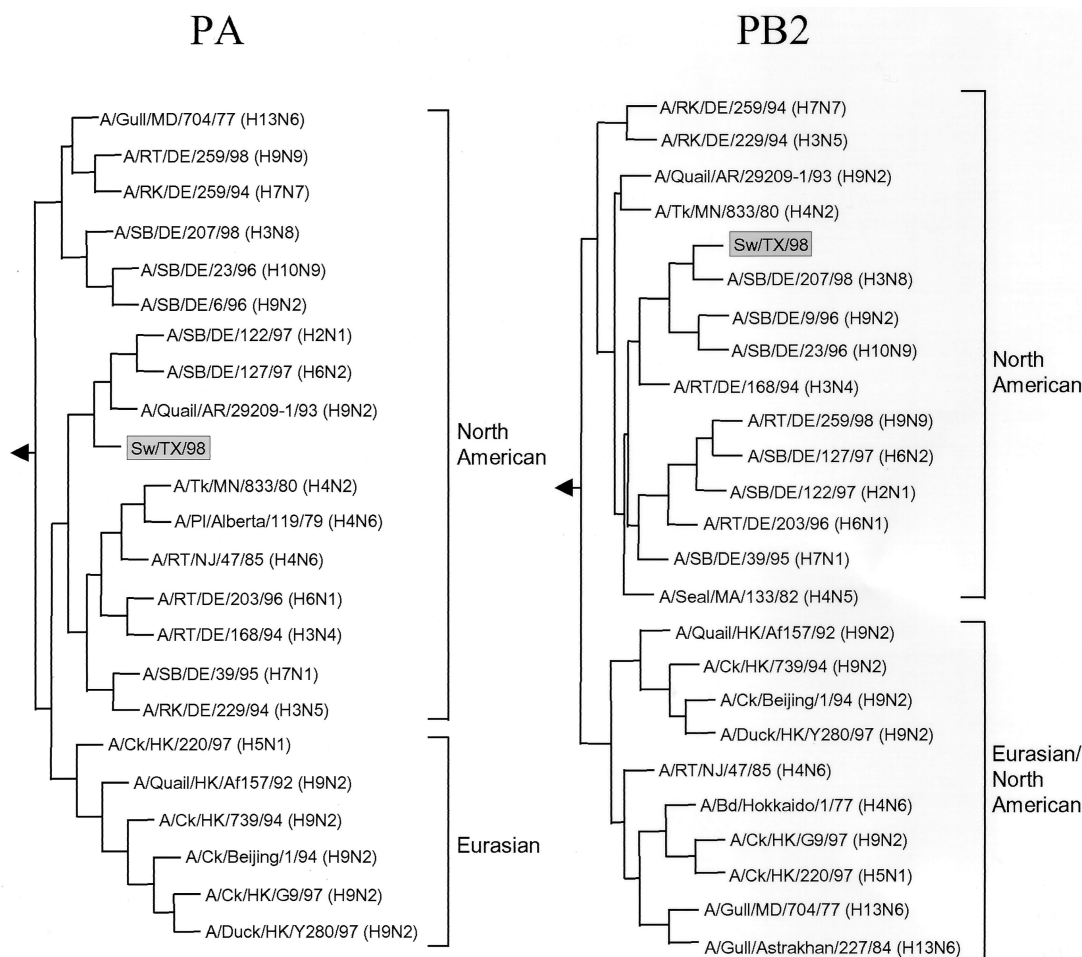 PA
A/Gull/MD/704/77 (H13N6)
A/RT/DE/259/98 (H9N9)
A/RK/DE/259/94 (H7N7)
A/SB/DE/207/98 (H3N8)
A/SB/DE/23/96 (H10N9)
A/SB/DE/6/96 (H9N2)
A/SB/DE/122/97 (H2N1)
A/SB/DE/127/97 (H6N2)
A/Quail/AR/29209-1/93 (H9N2)
Sw/TX/98
A/Tk/MN/833/80 (H4N2)
A/Pl/Alberta/119/79 (H4N6)
A/RT/NJ/47/85 (H4N6)
A/RT/DE/203/96 (H6N1)
A/RT/DE/168/94 (H3N4)
A/SB/DE/39/95 (H7N1)
A/RK/DE/229/94 (H3N5)
A/Ck/HK/220/97 (H5N1)
A/Quail/HK/Af157/92 (H9N2)
A/Ck/HK/739/94 (H9N2)
A/Ck/Beijing/1/94 (H9N2)
A/Ck/HK/G9/97 (H9N2)
A/Duck/HK/Y280/97 (H9N2)
North
American
Eurasian
PB2
A/RK/DE/259/94 (H7N7)
A/RK/DE/229/94 (H3N5)
A/Quail/AR/29209-1/93 (H9N2)
A/Tk/MN/833/80 (H4N2)
Sw/TX/98
A/SB/DE/207/98 (H3N8)
A/SB/DE/9/96 (H9N2)
A/SB/DE/23/96 (H10N9)
A/RT/DE/168/94 (H3N4)
A/RT/DE/259/98 (H9N9)
A/SB/DE/127/97 (H6N2)
A/SB/DE/122/97 (H2N1)
A/RT/DE/203/96 (H6N1)
A/SB/DE/39/95 (H7N1)
A/Seal/MA/133/82 (H4N5)
A/Quail/HK/Af157/92 (H9N2)
A/Ck/HK/739/94 (H9N2)
A/Ck/Beijing/1/94 (H9N2)
A/Duck/HK/Y280/97 (H9N2)
A/RT/NJ/47/85 (H4N6)
A/Bd/Hokkaido/1/77 (H4N6)
A/Ck/HK/G9/97 (H9N2)
A/Ck/HK/220/97 (H5N1)
A/Gull/MD/704/77 (H13N6)
A/Gull/Astrakhan/227/84 (H13N6)
North
American
Eurasian/
North
American